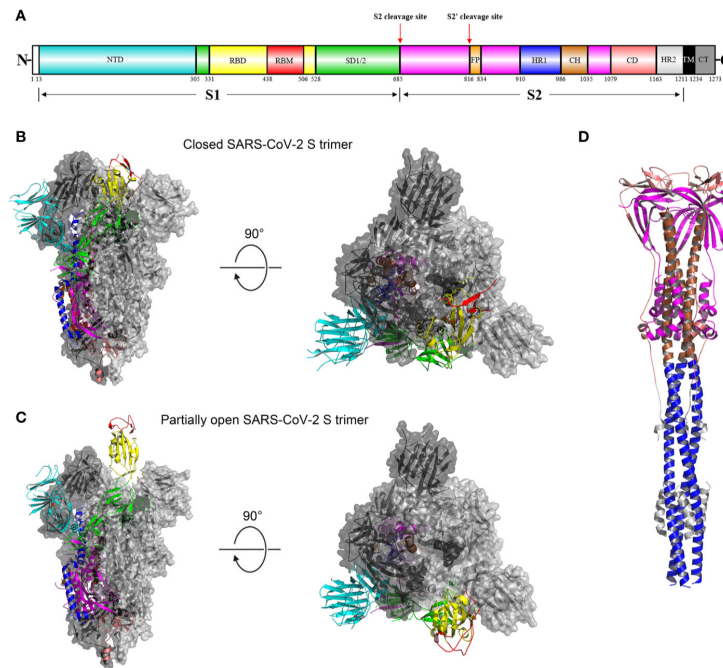 A
S2 cleavage site S2' cleavage site
N NTD RBD RBM SD1/2 FP HR1 CH CD HR2 TM CT C
1 13 305 331 438 506 528 685 816 834 910 986 1035 1079 1163 1211 1234 1273
S1 S2
B
Closed SARS-CoV-2 S trimer
90°
C
Partially open SARS-CoV-2 S trimer
90°
D